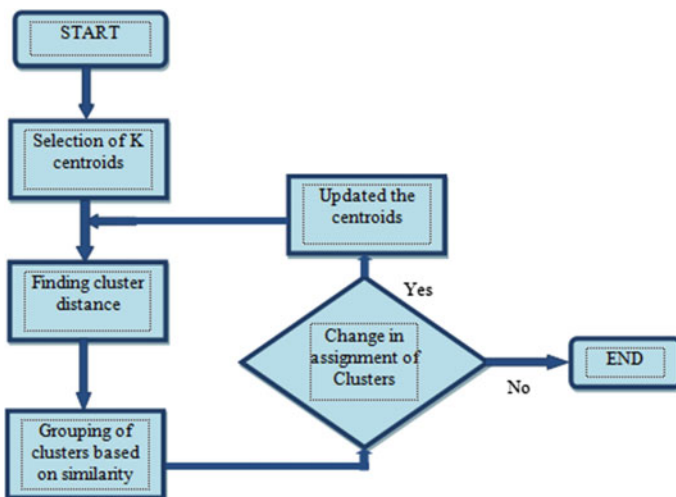 START
Selection of K
centroids
Updated the
centroids
Finding cluster
distance
Yes
Change in
assignment of
Clusters
END
No
Grouping of
clusters based
on similarity